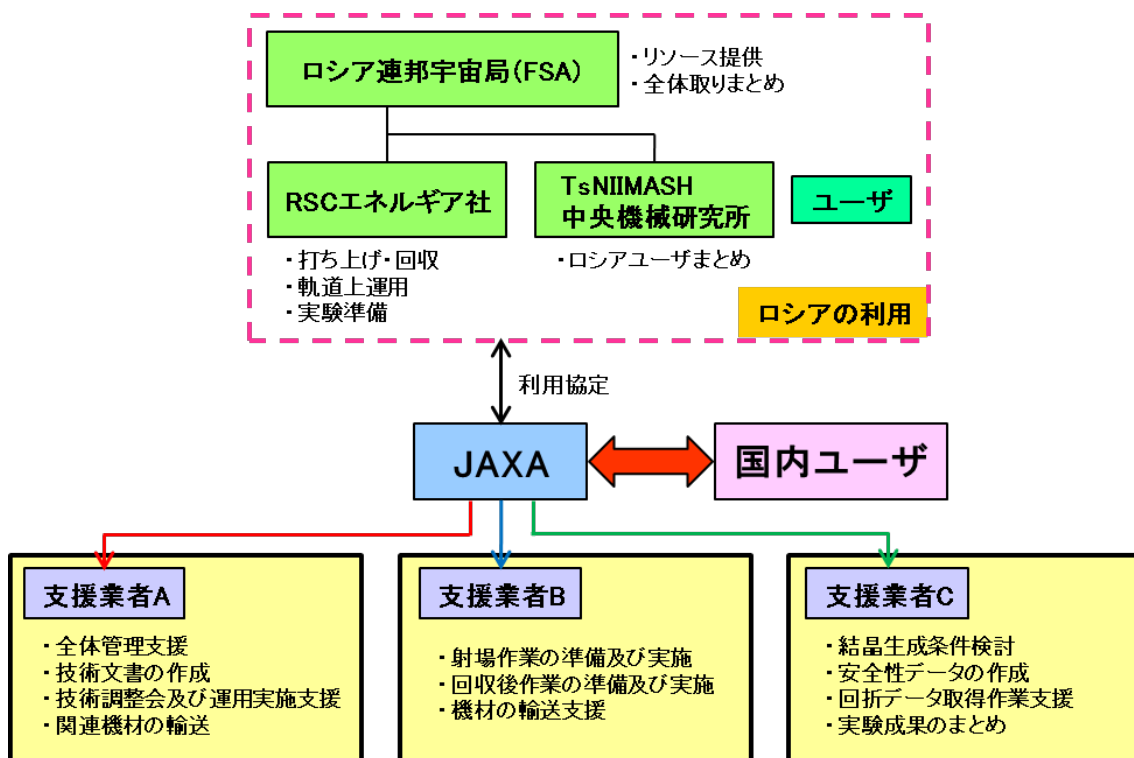 ロシア連邦宇宙局(FSA)
・リソース提供
・全体取りまとめ
RSCエネルギア社
TsNIIMASH
中央機械研究所
ユーザ
・打ち上げ・回収
・軌道上運用
・実験準備
・ロシアユーザまとめ
ロシアの利用
利用協定
JAXA
国内ユーザ
支援業者A
・全体管理支援
・技術文書の作成
・技術調整会及び運用実施支援
・関連機材の輸送
支援業者B
・射場作業の準備及び実施
・回収後作業の準備及び実施
・機材の輸送支援
支援業者C
・結晶生成条件検討
・安全性データの作成
・回折データ取得作業支援
・実験成果のまとめ